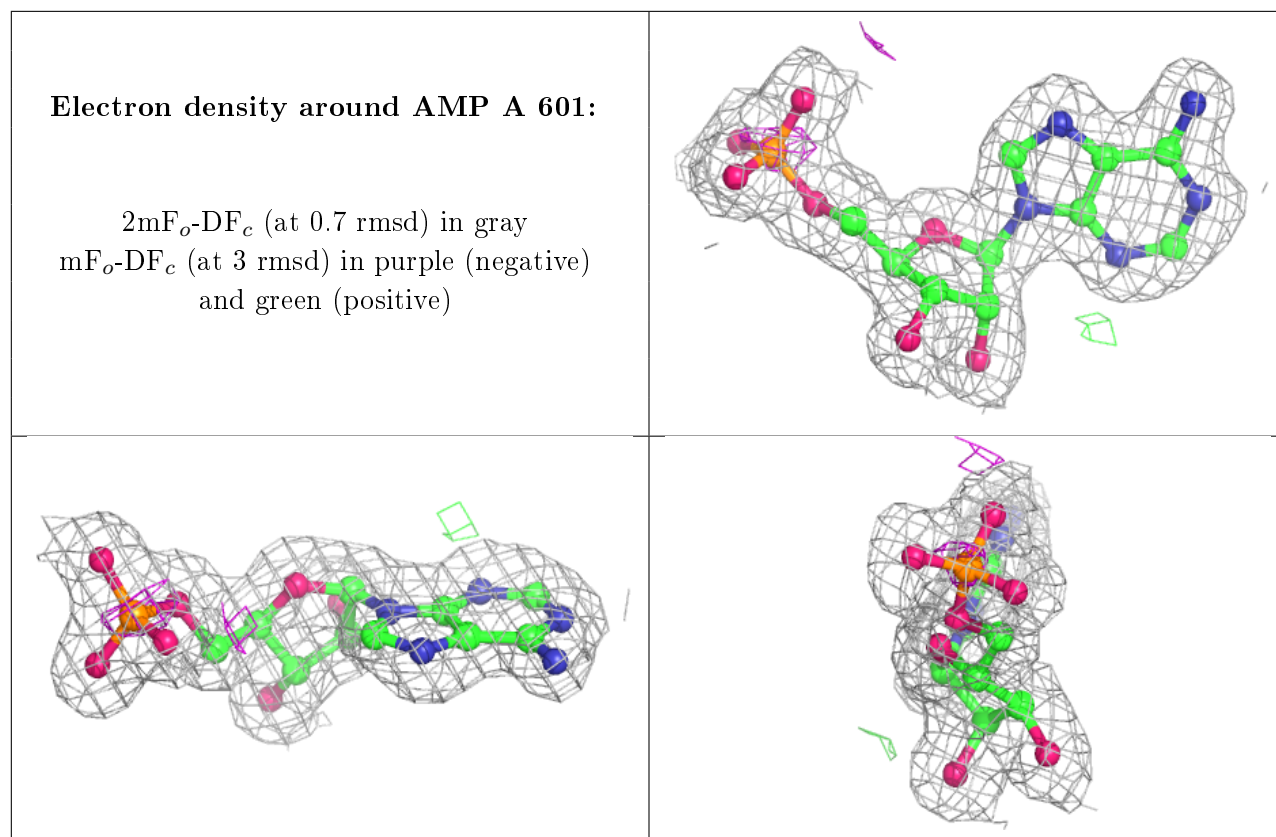 Electron density around AMP A 601:
2mFo-DFc (at 0.7 rmsd) in gray
mFo-DFc (at 3 rmsd) in purple (negative)
and green (positive)